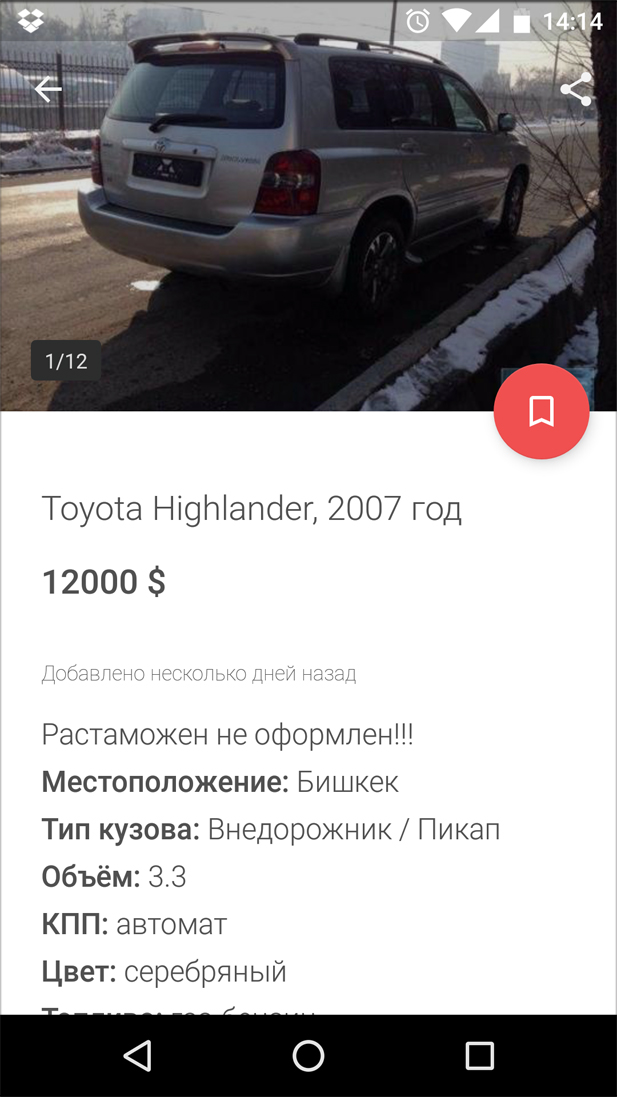 14:14
1/12
Toyota Highlander, 2007 год
12000 $
Добавлено несколько дней назад
Растаможен не оформлен!!!
Местоположение: Бишкек
Тип кузова: Внедорожник / Пикап
Объём: 3.3
КПП: автомат
Цвет: серебряный